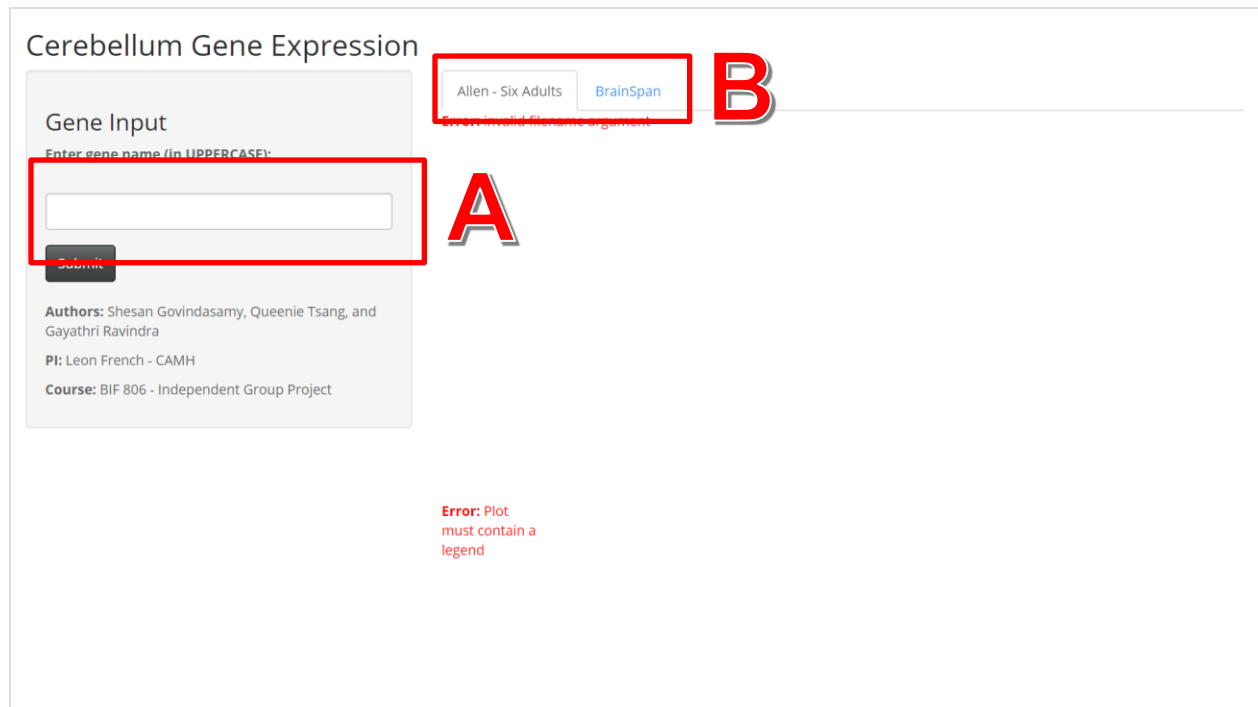 Cerebellum Gene Expression
Gene Input
Enter gene name (in UPPERCASE):
Submit
Authors: Shesan Govindasamy, Queenie Tsang, and
Gayathri Ravindra
PI: Leon French - CAMH
Course: BIF 806 - Independent Group Project
A
Allen - Six Adults BrainSpan
B
Error: invalid filename argument
Error: Plot
must contain a
legend